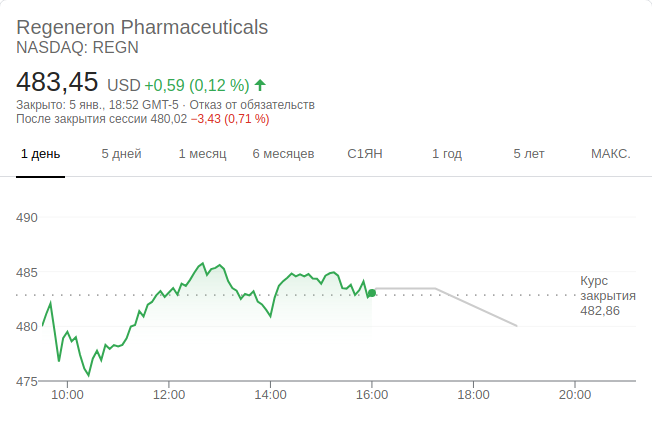 Regeneron Pharmaceuticals
NASDAQ: REGN
483,45 USD +0,59 (0,12 %)
Закрыто: 5 янв., 18:52 GMT-5 · Отказ от обязательств
После закрытия сессии 480,02 −3,43 (0,71 %)
1 день 5 дней 1 месяц 6 месяцев С1ЯН 1 год 5 лет МАКС.
490
485
Курс
закрытия
482,86
480
475
10:00 12:00 14:00 16:00 18:00 20:00